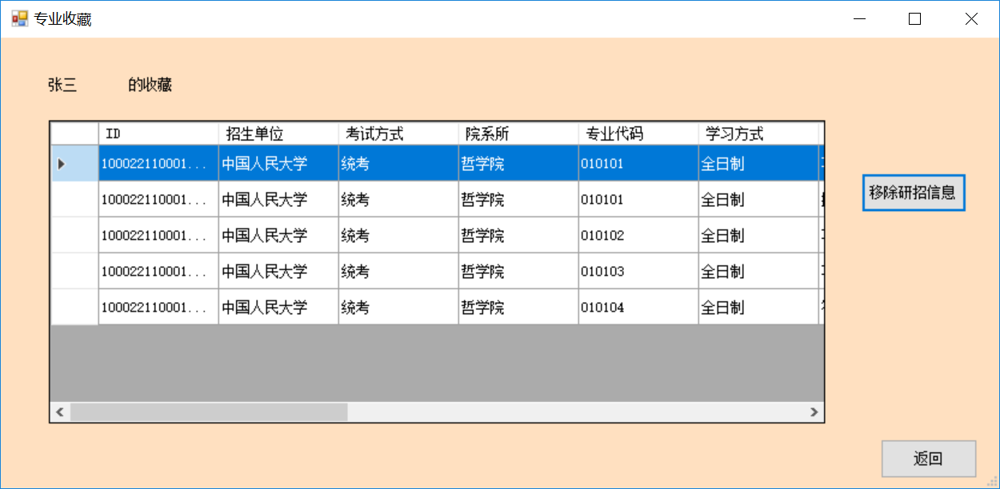 专业收藏
张三 的收藏
ID 招生单位 考试方式 院系所 专业代码 学习方式
100022110001... 中国人民大学 统考 哲学院 010101 全日制
100022110001... 中国人民大学 统考 哲学院 010101 全日制
100022110001... 中国人民大学 统考 哲学院 010102 全日制
100022110001... 中国人民大学 统考 哲学院 010103 全日制
100022110001... 中国人民大学 统考 哲学院 010104 全日制
移除研招信息
返回